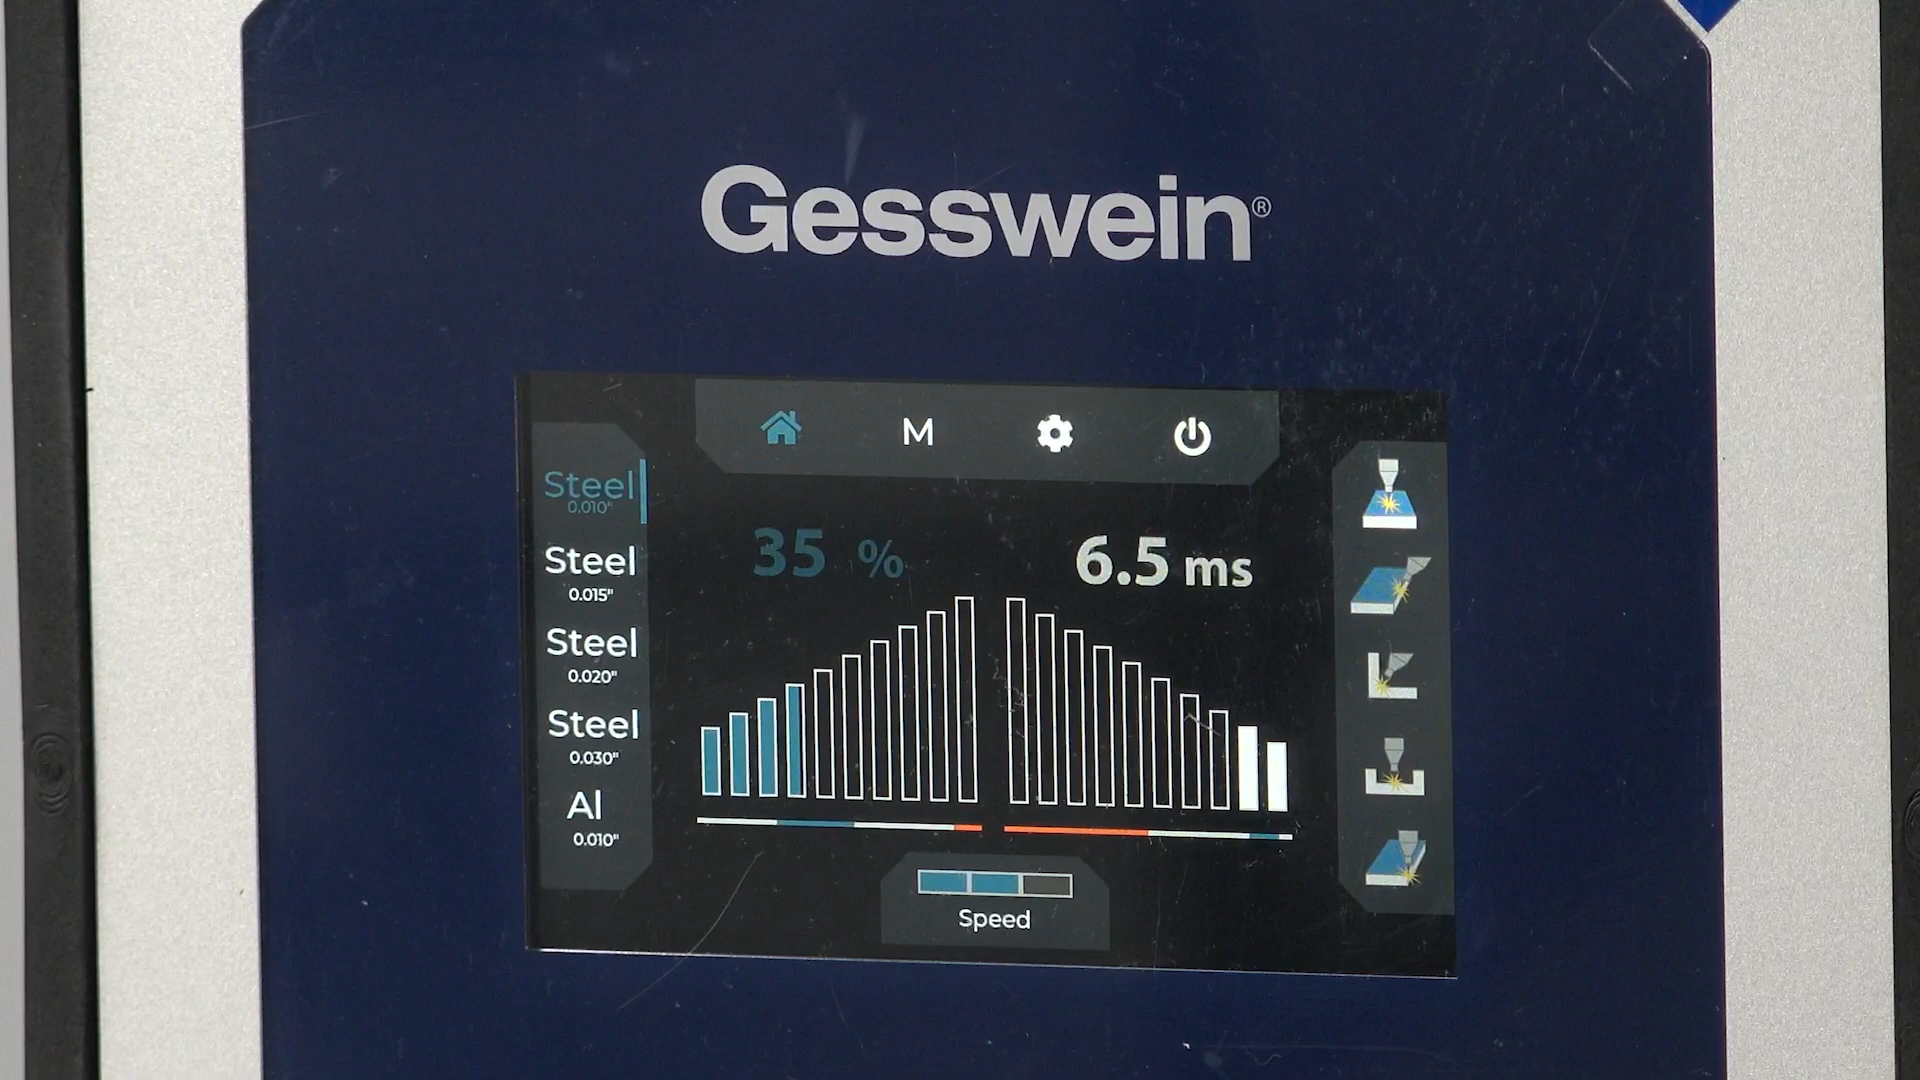 Gesswein®
M
35 %
6.5 ms
Steel
0.010"
Steel
0.015"
Steel
0.020"
Steel
0.030"
Al
0.010"
Speed